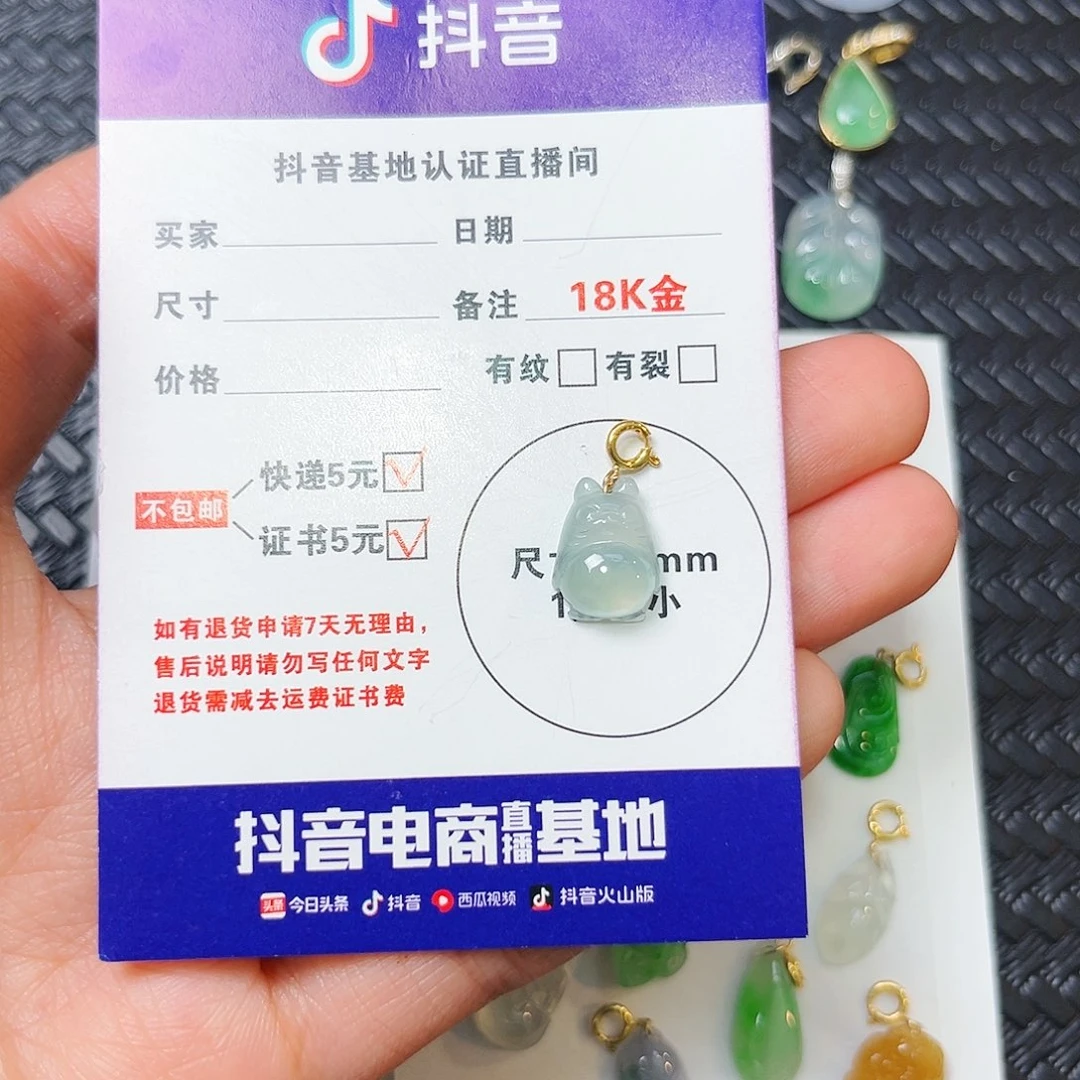 抖音
抖音基地认证直播间
买家 日期
尺寸 备注 18K金
价格 有纹 有裂
不包邮
快递5元
证书5元
尺 mm
小
如有退货申请7天无理由，
售后说明请勿写任何文字
退货需减去运费证书费
抖音电商直播基地
头条 今日头条 抖音 西瓜视频 抖音火山版